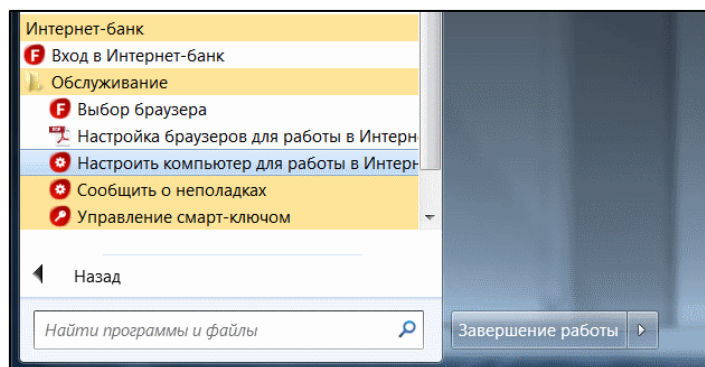 Интернет-банк
Вход в Интернет-банк
Обслуживание
Выбор браузера
Настройка браузеров для работы в Интерн
Настроить компьютер для работы в Интерн
Сообщить о неполадках
Управление смарт-ключом
Назад
Найти программы и файлы
Завершение работы